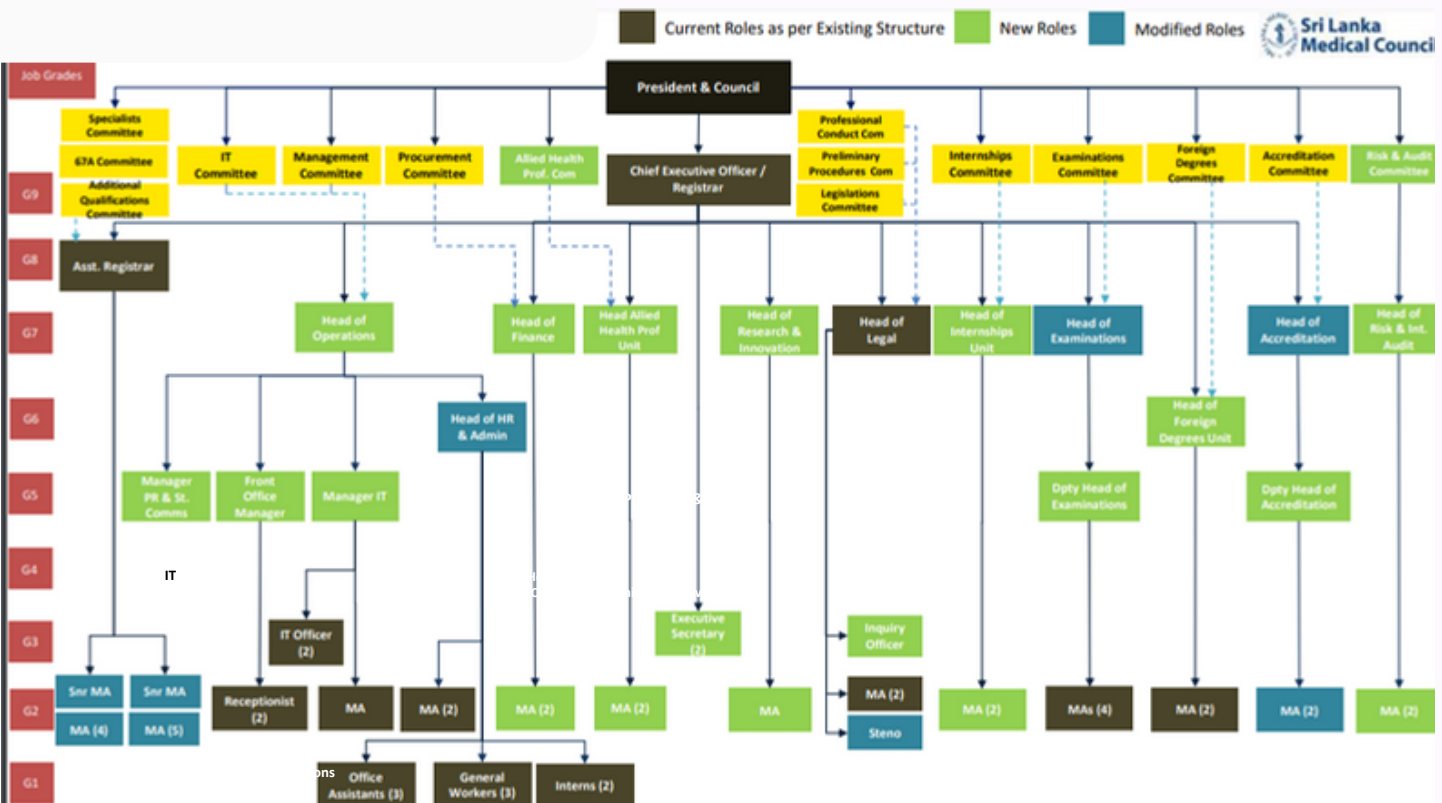 Current Roles as per Existing Structure
New Roles
Modified Roles
Sri Lanka
Medical Council
Job Grades
President & Council
Specialists
Committee
67A Committee
Additional
Qualifications
Committee
IT
Committee
Management
Committee
Procurement
Committee
Allied Health
Prof. Com
Chief Executive Officer /
Registrar
Professional
Conduct Com
Preliminary
Procedures Com
Legislations
Committee
Internships
Committee
Examinations
Committee
Foreign
Degrees
Committee
Accreditation
Committee
Risk & Audit
Committee
G9
G8
Asst. Registrar
G7
Head of
Operations
Head of
Finance
Head Allied
Health Prof
Unit
Head of
Research &
Innovation
Head of
Legal
Head of
Internships
Unit
Head of
Examinations
Head of
Accreditation
Head of
Risk & Int.
Audit
G6
Head of HR
& Admin
Head of
Foreign
Degrees Unit
G5
Manager
PR & St.
Comms
Front
Office
Manager
Manager IT
Dpty Head of
Examinations
Dpty Head of
Accreditation
G4
IT
G3
IT Officer
(2)
Executive
Secretary
(2)
Inquiry
Officer
G2
Snr MA
Snr MA
MA (4)
MA (5)
Receptionist
(2)
MA
MA (2)
MA (2)
MA (2)
MA
MA (2)
Steno
MA (2)
MAs (4)
MA (2)
MA (2)
MA (2)
G1
ons
Office
Assistants (3)
General
Workers (3)
Interns (2)